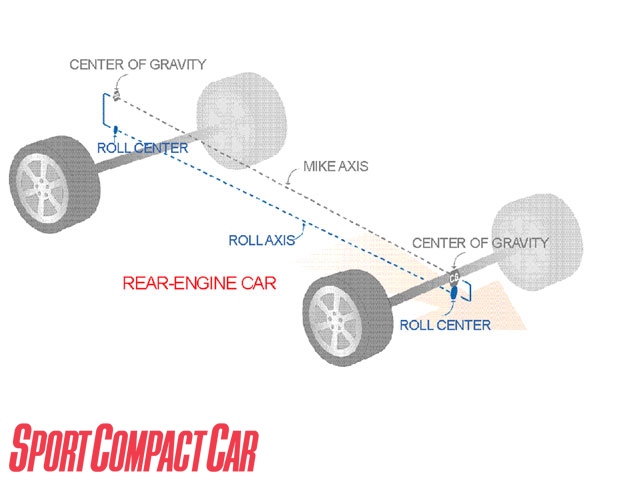 CENTER OF GRAVITY
ROLL CENTER
MIKE AXIS
ROLL AXIS
CENTER OF GRAVITY
CG
REAR-ENGINE CAR
ROLL CENTER
SPORT COMPACT CAR